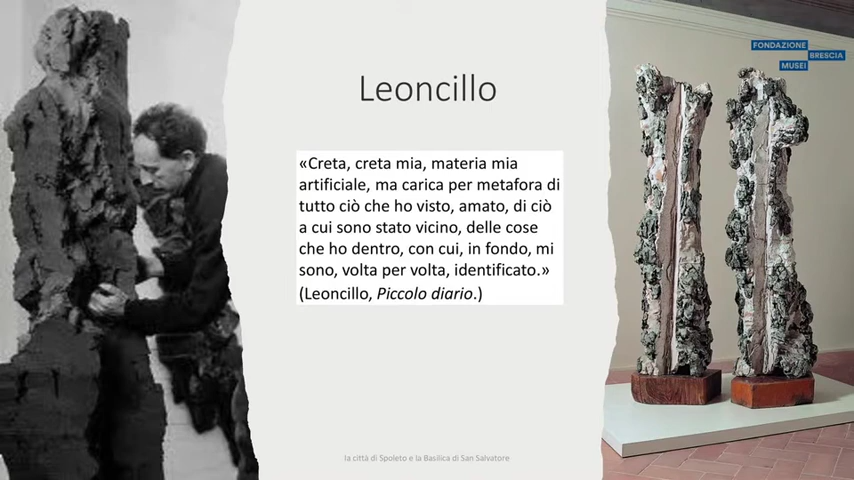 FONDAZIONE
BRESCIA
MUSEI
Leoncillo
«Creta, creta mia, materia mia
artificiale, ma carica per metafora di
tutto ciò che ho visto, amato, di ciò
a cui sono stato vicino, delle cose
che ho dentro, con cui, in fondo, mi
sono, volta per volta, identificato.»
(Leoncillo, Piccolo diario.)
la città di Spoleto e la Basilica di San Salvatore